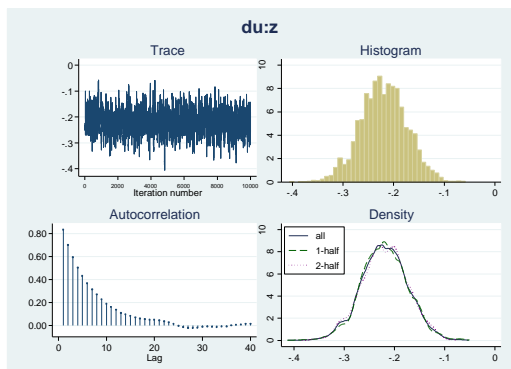 du:z
Trace
0
-.1
-.2
-.3
-.4
0 2000 4000 6000 8000 10000
Iteration number
Histogram
10
8
6
4
2
0
-.4 -.3 -.2 -.1 0
Autocorrelation
0.80
0.60
0.40
0.20
0.00
0 10 20 30 40
Lag
Density
10
8
6
4
2
0
all
1-half
2-half
-.4 -.3 -.2 -.1 0